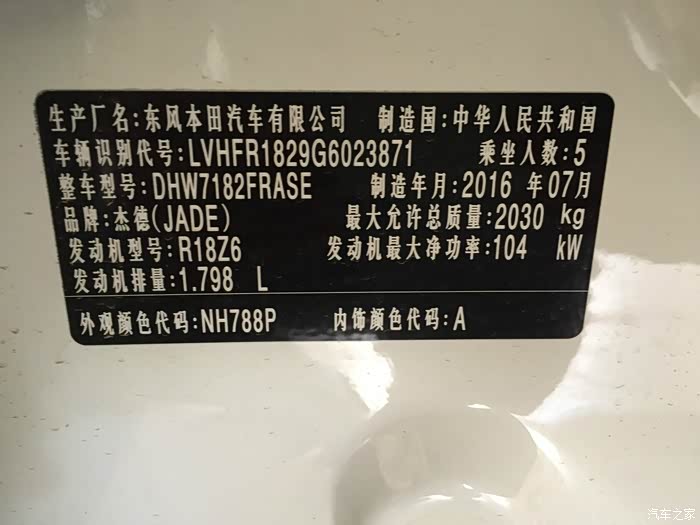 生产厂名:东风本田汽车有限公司 制造国:中华人民共和国
车辆识别代号:LVHFR1829G6023871 乘坐人数:5
整车型号:DHW7182FRASE 制造年月:2016 年07月
品牌:杰德(JADE) 最大允许总质量:2030 kg
发动机型号:R18Z6 发动机最大净功率:104 kW
发动机排量:1.798 L
外观颜色代码:NH788P 内饰颜色代码:A
汽车之家